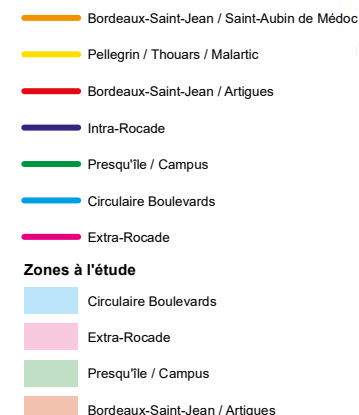 Bordeaux-Saint-Jean / Saint-Aubin de Médoc
Pellegrin / Thouars / Malartic
Bordeaux-Saint-Jean / Artigues
Intra-Rocade
Presqu'île / Campus
Circulaire Boulevards
Extra-Rocade
Zones à l'étude
Circulaire Boulevards
Extra-Rocade
Presqu'île / Campus
Bordeaux-Saint-Jean / Artigues